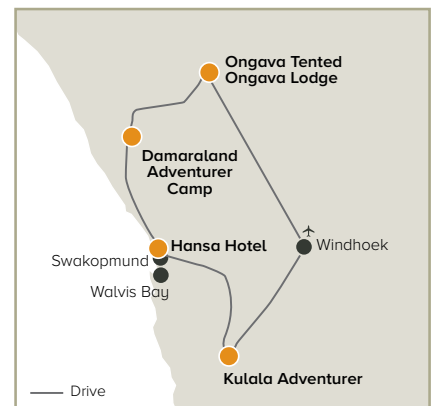 Ongava Tented
Ongava Lodge
Damaraland
Adventurer
Camp
Hansa Hotel
Windhoek
Swakopmund
Walvis Bay
Kulala Adventurer
Drive